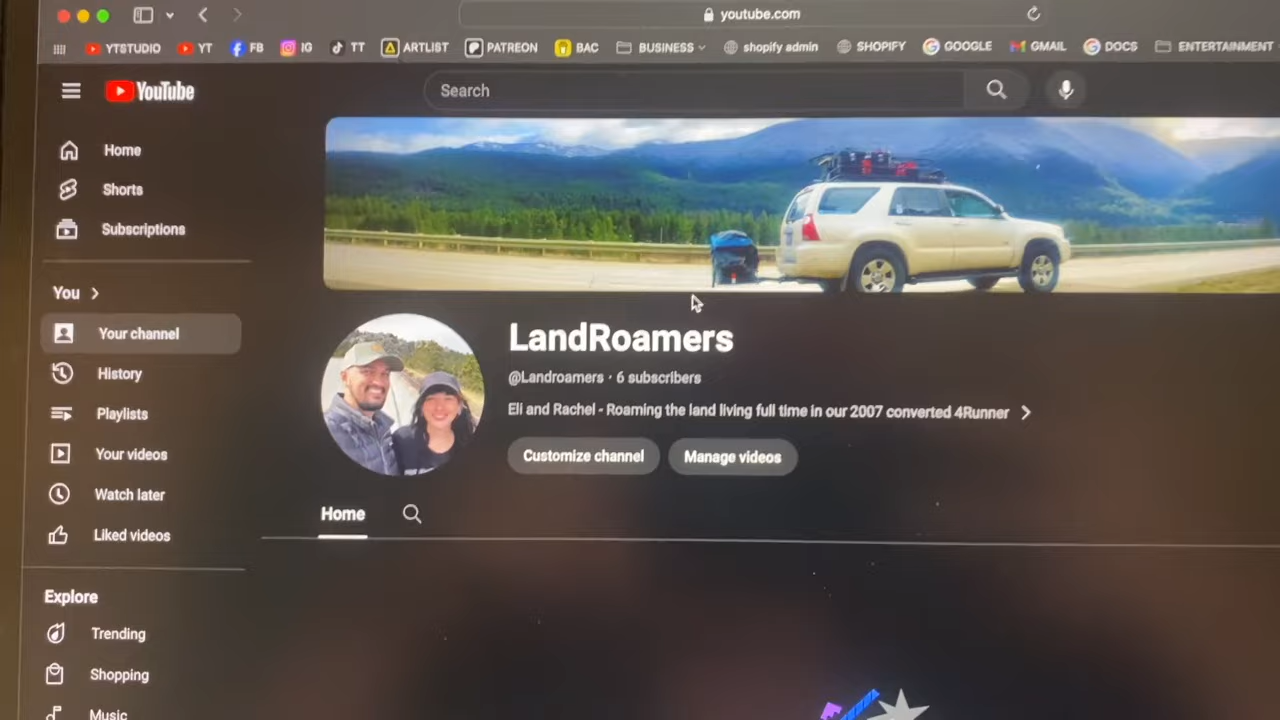 youtube.com
YTSTUDIO YT FB IG TT ARTLIST PATREON BAC BUSINESS shopify admin SHOPIFY GOOGLE GMAIL DOCS ENTERTAINMENT
YouTube
Search
Home
Shorts
Subscriptions
You
Your channel
History
Playlists
Your videos
Watch later
Liked videos
Explore
Trending
Shopping
Music
LandRoamers
@Landroamers · 6 subscribers
Eli and Rachel - Roaming the land living full time in our 2007 converted 4Runner
Customize channel Manage videos
Home